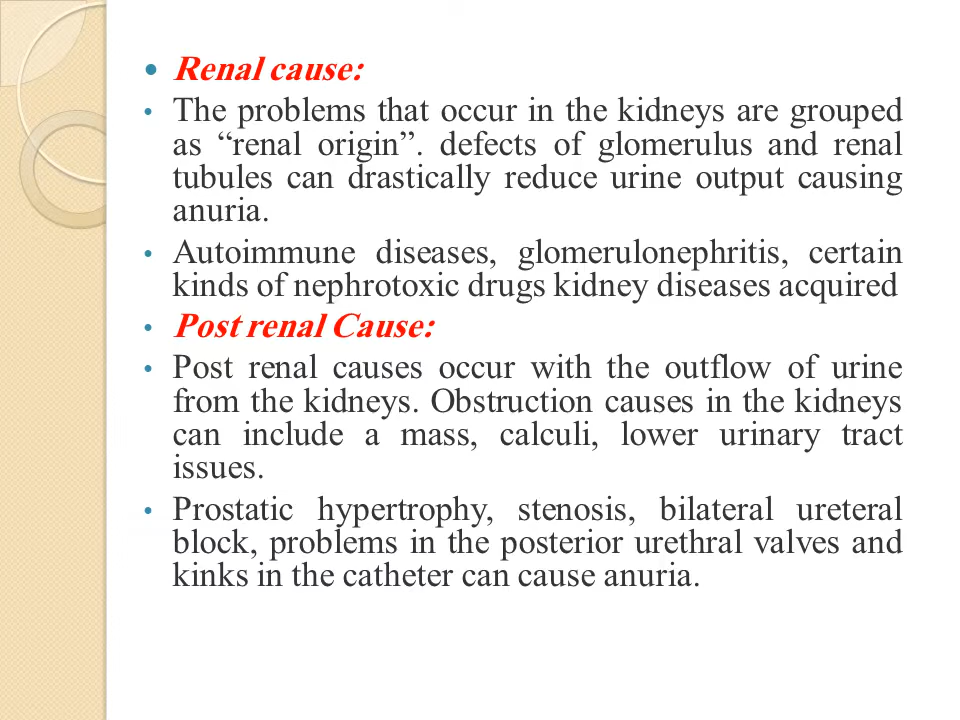 Renal cause:
The problems that occur in the kidneys are grouped
as “renal origin”. defects of glomerulus and renal
tubules can drastically reduce urine output causing
anuria.
Autoimmune diseases, glomerulonephritis, certain
kinds of nephrotoxic drugs kidney diseases acquired
Post renal Cause:
Post renal causes occur with the outflow of urine
from the kidneys. Obstruction causes in the kidneys
can include a mass, calculi, lower urinary tract
issues.
Prostatic hypertrophy, stenosis, bilateral ureteral
block, problems in the posterior urethral valves and
kinks in the catheter can cause anuria.